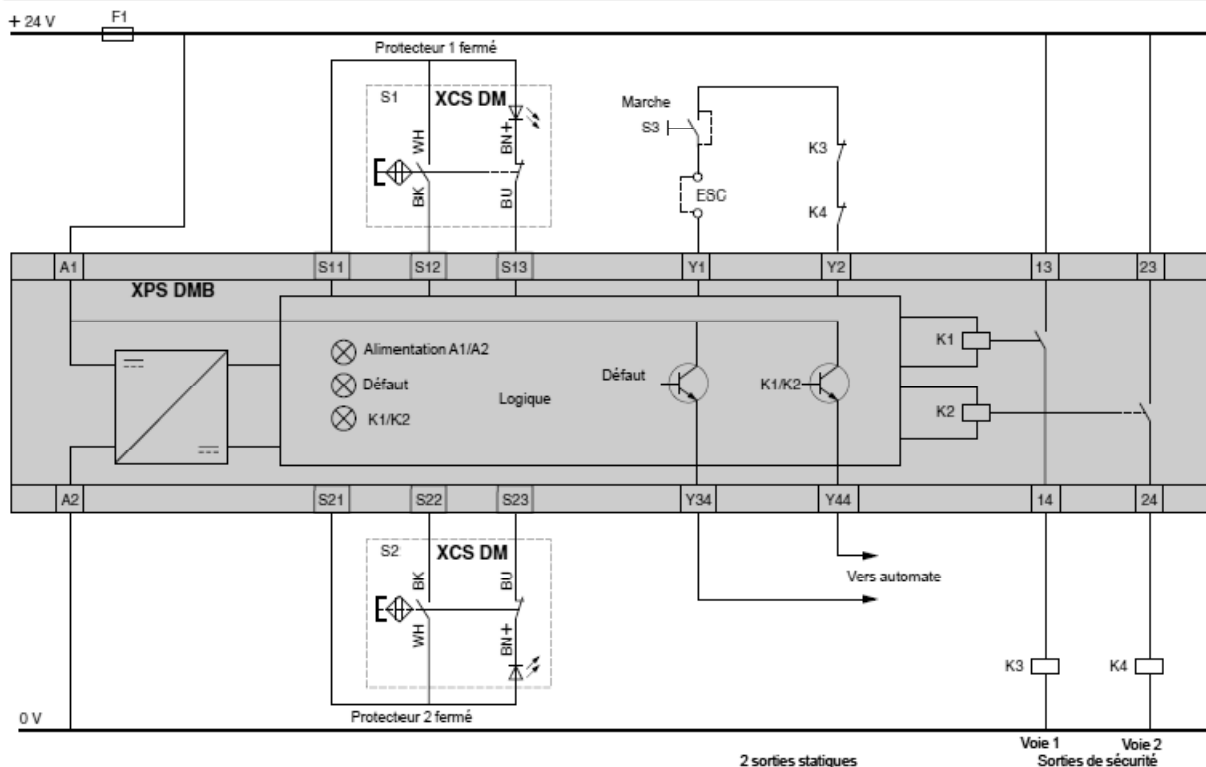 + 24 V
F1
Protecteur 1 fermé
S1
XCS DM
WH
BN+
BK
BU
Marche
S3
ESC
K3
K4
A1
S11
S12
S13
Y1
Y2
13
23
XPS DMB
Alimentation A1/A2
Défaut
K1/K2
Logique
Défaut
K1/K2
K1
K2
A2
S21
S22
S23
Y34
Y44
14
24
S2
XCS DM
BK
BU
WH
BN+
Vers automate
K3
K4
Protecteur 2 fermé
0 V
2 sorties statiques
Voie 1
Voie 2
Sorties de sécurité